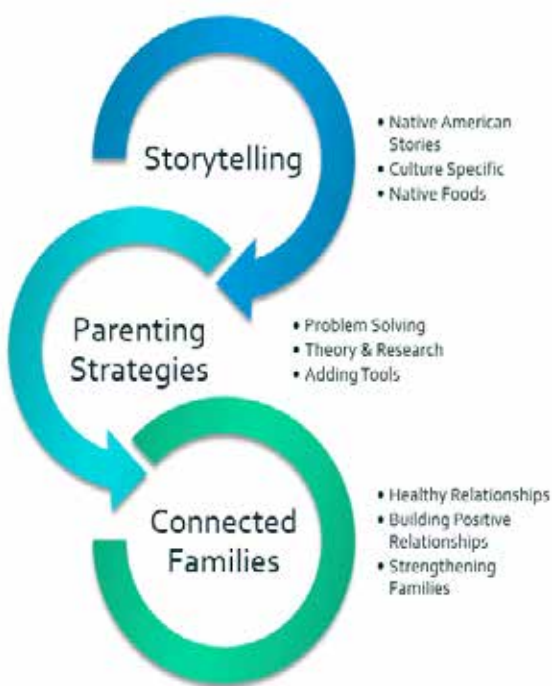 Storytelling
• Native American
Stories
• Culture Specific
• Native Foods
Parenting
Strategies
• Problem Solving
• Theory & Research
• Adding Tools
Connected
Families
• Healthy Relationships
• Building Positive
Relationships
• Strengthening
Families